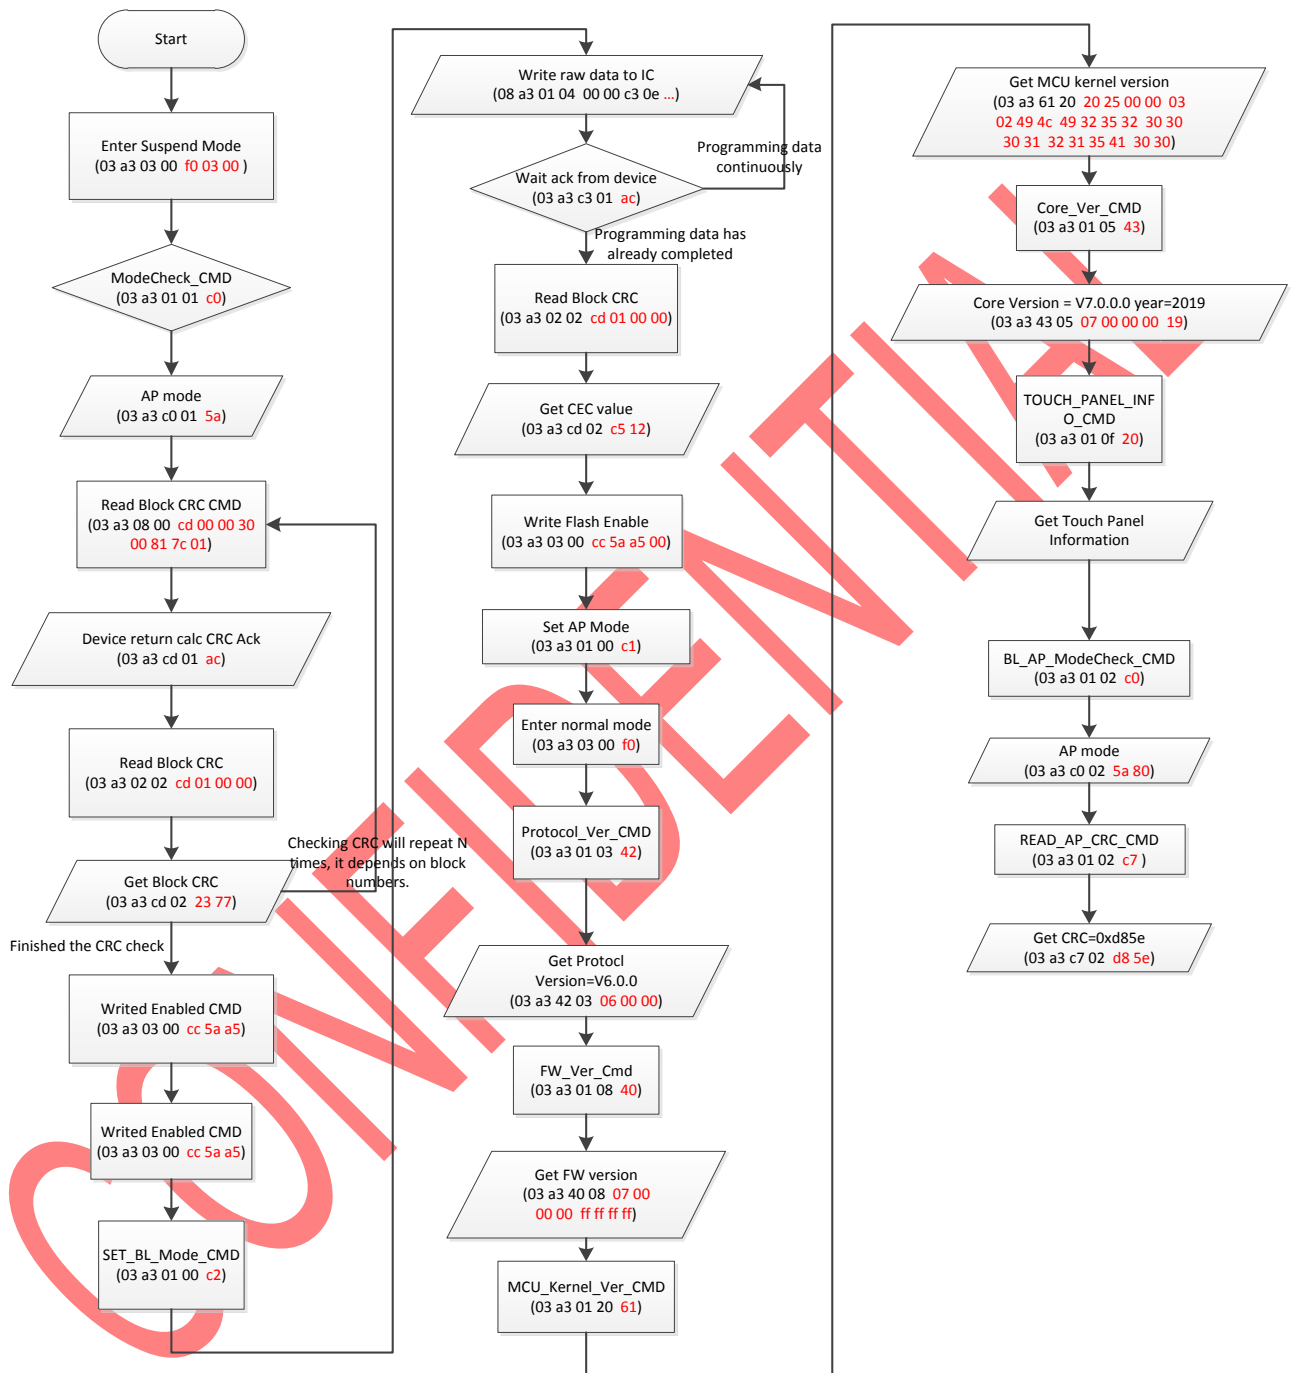 Start
Enter Suspend Mode
(03 a3 03 00 f0 03 00 )
ModeCheck_CMD
(03 a3 01 01 c0)
AP mode
(03 a3 c0 01 5a)
Read Block CRC CMD
(03 a3 08 00 cd 00 00 30
00 81 7c 01)
Device return calc CRC Ack
(03 a3 cd 01 ac)
Read Block CRC
(03 a3 02 02 cd 01 00 00)
Checking CRC will repeat N
times, it depends on block
numbers.
Get Block CRC
(03 a3 cd 02 23 77)
Finished the CRC check
Writed Enabled CMD
(03 a3 03 00 cc 5a a5)
Writed Enabled CMD
(03 a3 03 00 cc 5a a5)
SET_BL_Mode_CMD
(03 a3 01 00 c2)
Write raw data to IC
(08 a3 01 04 00 00 c3 0e ...)
Programming data
continuously
Wait ack from device
(03 a3 c3 01 ac)
Programming data has
already completed
Read Block CRC
(03 a3 02 02 cd 01 00 00)
Get CEC value
(03 a3 cd 02 c5 12)
Write Flash Enable
(03 a3 03 00 cc 5a a5 00)
Set AP Mode
(03 a3 01 00 c1)
Enter normal mode
(03 a3 03 00 f0)
Protocol_Ver_CMD
(03 a3 01 03 42)
Get Protocl
Version=V6.0.0
(03 a3 42 03 06 00 00)
FW_Ver_Cmd
(03 a3 01 08 40)
Get FW version
(03 a3 40 08 07 00
00 00 ff ff ff ff)
MCU_Kernel_Ver_CMD
(03 a3 01 20 61)
Get MCU kernel version
(03 a3 61 20 20 25 00 00 03
02 49 4c 49 32 35 32 30 30
30 31 32 31 35 41 30 30)
Core_Ver_CMD
(03 a3 01 05 43)
Core Version = V7.0.0.0 year=2019
(03 a3 43 05 07 00 00 00 19)
TOUCH_PANEL_INF
O_CMD
(03 a3 01 0f 20)
Get Touch Panel
Information
BL_AP_ModeCheck_CMD
(03 a3 01 02 c0)
AP mode
(03 a3 c0 02 5a 80)
READ_AP_CRC_CMD
(03 a3 01 02 c7 )
Get CRC=0xd85e
(03 a3 c7 02 d8 5e)
CONFIDENTIAL